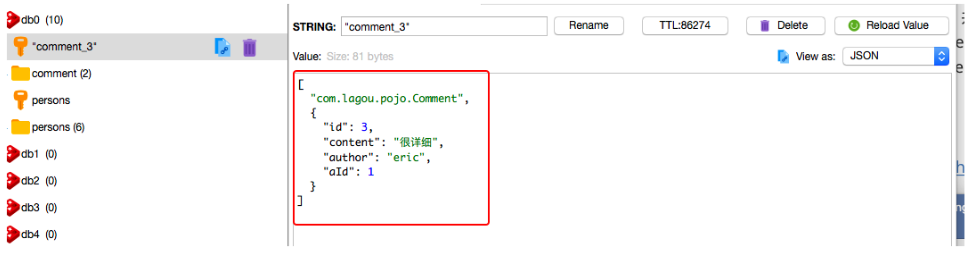 db0 (10)
"comment_3"
comment (2)
persons
persons (6)
db1 (0)
db2 (0)
db3 (0)
db4 (0)
STRING: "comment_3" Rename TTL:86274 Delete Reload Value
Value: Size: 81 bytes View as: JSON
[
"com.lagou.pojo.Comment",
{
"id": 3,
"content": "很详细",
"author": "eric",
"aId": 1
}
]